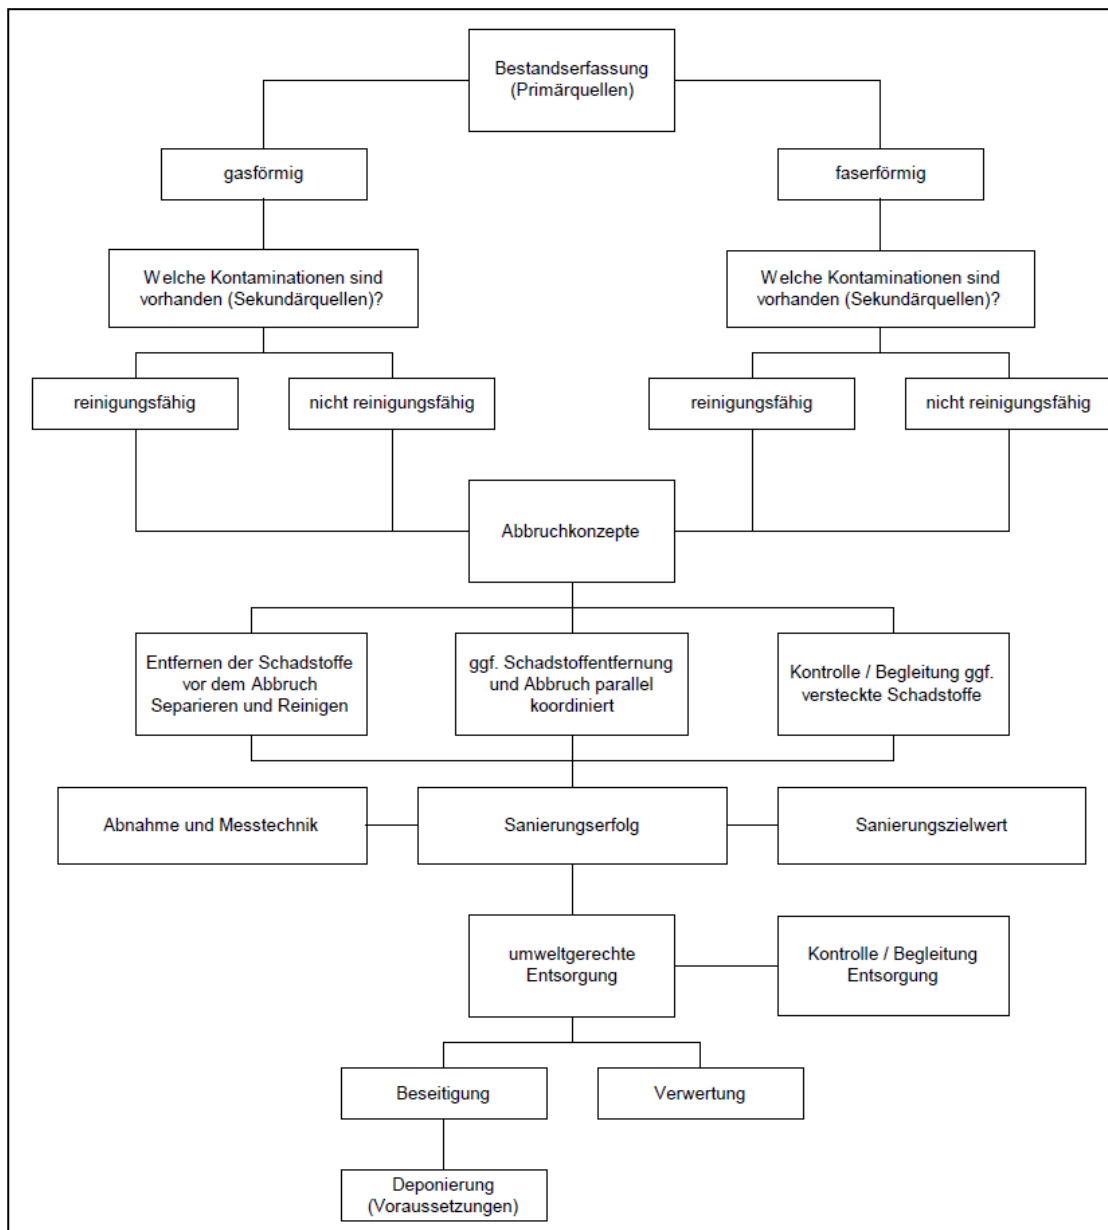 Bestandserfassung
(Primärquellen)
gasförmig
faserförmig
Welche Kontaminationen sind
vorhanden (Sekundärquellen)?
Welche Kontaminationen sind
vorhanden (Sekundärquellen)?
reinigungsfähig
nicht reinigungsfähig
reinigungsfähig
nicht reinigungsfähig
Abbruchkonzepte
Entfernen der Schadstoffe
vor dem Abbruch
Separieren und Reinigen
ggf. Schadstoffentfernung
und Abbruch parallel
koordiniert
Kontrolle / Begleitung ggf.
versteckte Schadstoffe
Abnahme und Messtechnik
Sanierungserfolg
Sanierungszielwert
umweltgerechte
Entsorgung
Kontrolle / Begleitung
Entsorgung
Beseitigung
Verwertung
Deponierung
(Voraussetzungen)